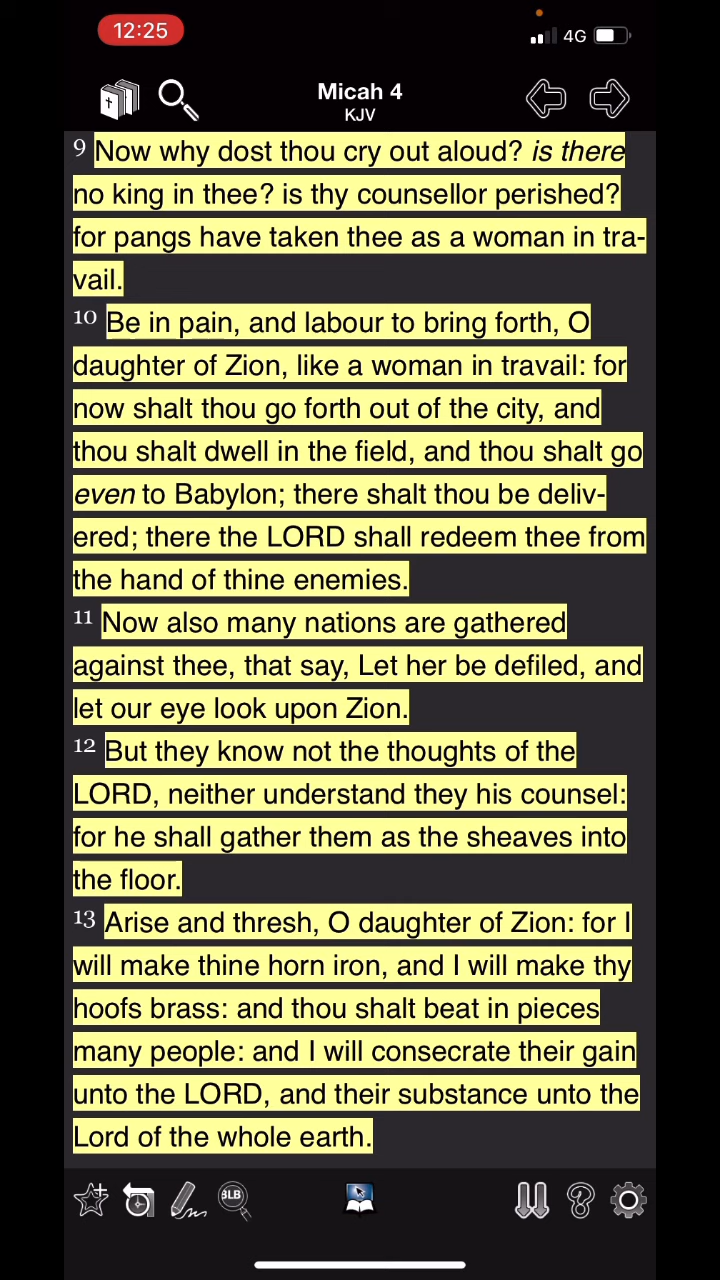 12:25
4G
Micah 4
KJV
9 Now why dost thou cry out aloud? is there
no king in thee? is thy counsellor perished?
for pangs have taken thee as a woman in tra-
vail.
10 Be in pain, and labour to bring forth, O
daughter of Zion, like a woman in travail: for
now shalt thou go forth out of the city, and
thou shalt dwell in the field, and thou shalt go
even to Babylon; there shalt thou be deliv-
ered; there the LORD shall redeem thee from
the hand of thine enemies.
11 Now also many nations are gathered
against thee, that say, Let her be defiled, and
let our eye look upon Zion.
12 But they know not the thoughts of the
LORD, neither understand they his counsel:
for he shall gather them as the sheaves into
the floor.
13 Arise and thresh, O daughter of Zion: for I
will make thine horn iron, and I will make thy
hoofs brass: and thou shalt beat in pieces
many people: and I will consecrate their gain
unto the LORD, and their substance unto the
Lord of the whole earth.
BLB